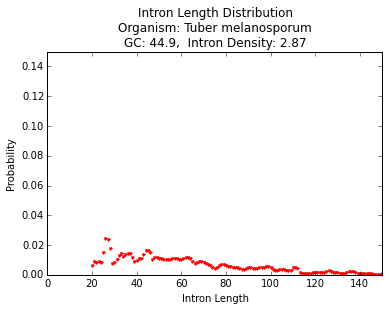 Intron Length Distribution
Organism: Tuber melanosporum
GC: 44.9,  Intron Density: 2.87
0.14
0.12
0.10
0.08
0.06
0.04
0.02
0.00
Probability
0 20 40 60 80 100 120 140
Intron Length